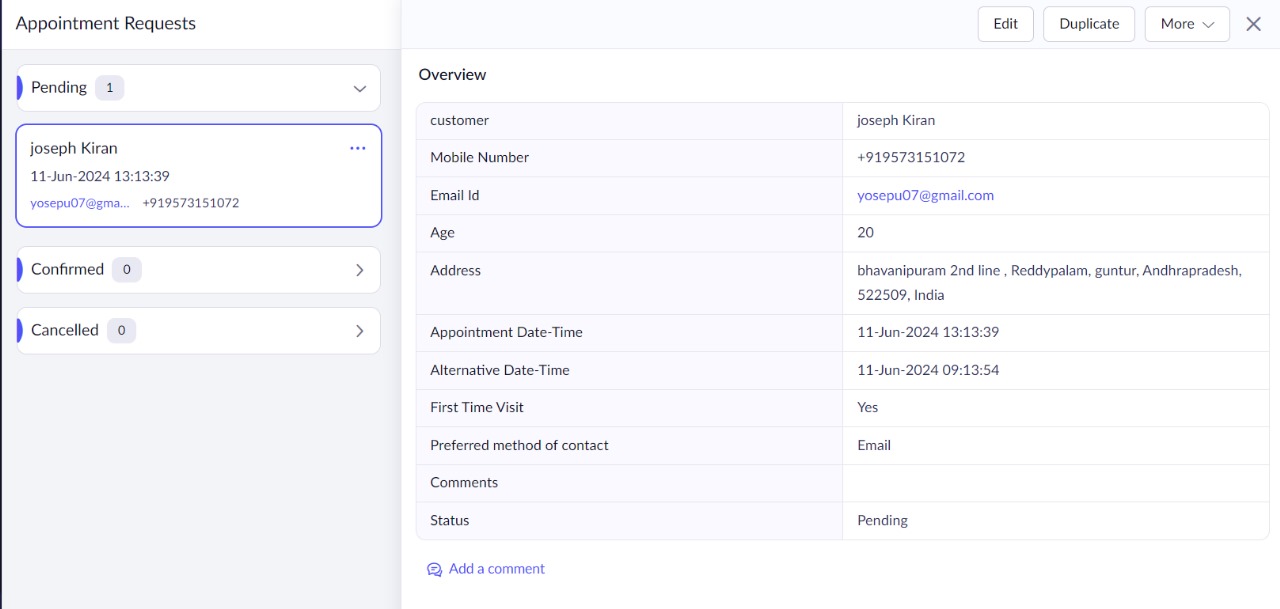 Appointment Requests
Pending 1
joseph Kiran
11-Jun-2024 13:13:39
yosepu07@gma... +919573151072
Confirmed 0
Cancelled 0
Edit Duplicate More
Overview
customer joseph Kiran
Mobile Number +919573151072
Email Id yosepu07@gmail.com
Age 20
Address bhavanipuram 2nd line , Reddypalam, guntur, Andhrapradesh,
522509, India
Appointment Date-Time 11-Jun-2024 13:13:39
Alternative Date-Time 11-Jun-2024 09:13:54
First Time Visit Yes
Preferred method of contact Email
Comments
Status Pending
Add a comment